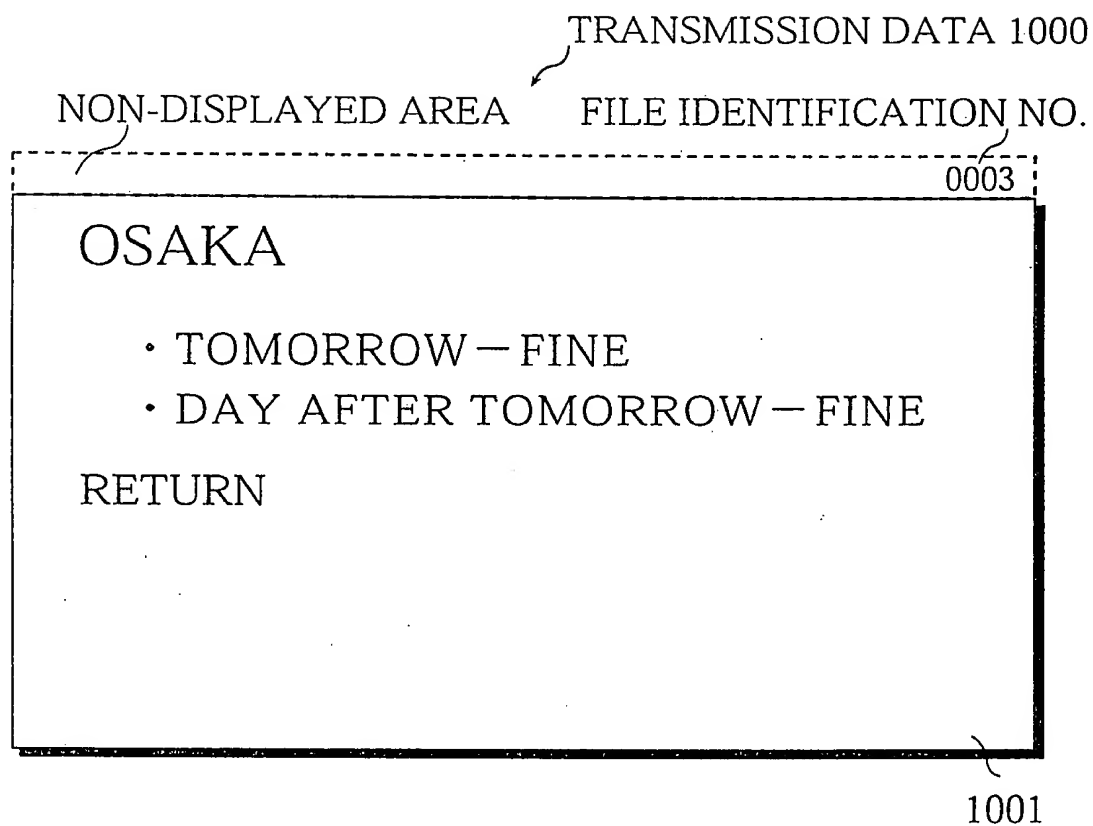 TRANSMISSION DATA 1000
NON-DISPLAYED AREA FILE IDENTIFICATION NO.
0003
OSAKA
・TOMORROW－FINE
・DAY AFTER TOMORROW－FINE
RETURN
1001